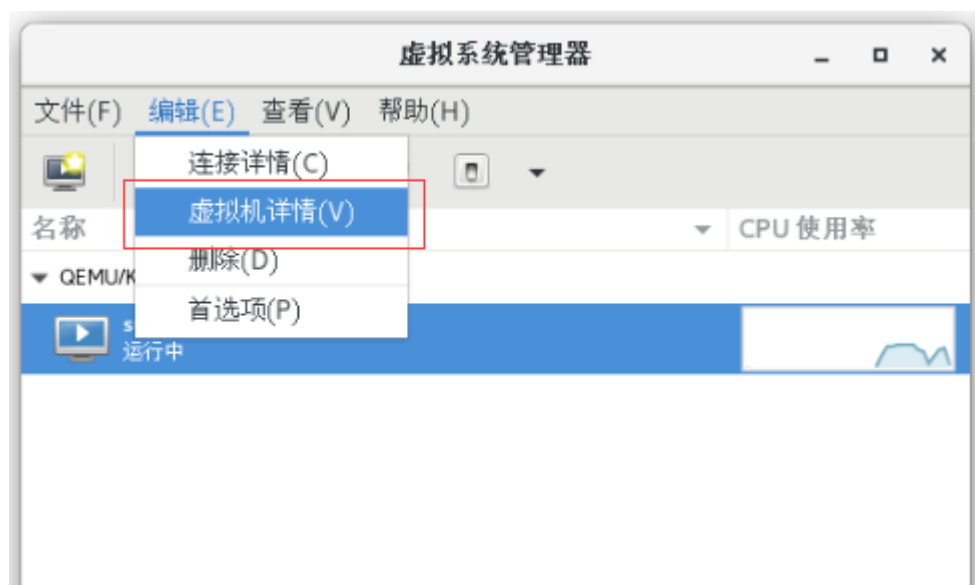 虚拟系统管理器
文件(F) 编辑(E) 查看(V) 帮助(H)
连接详情(C)
虚拟机详情(V)
名称 CPU 使用率
删除(D)
QEMU/K
首选项(P)
s
运行中